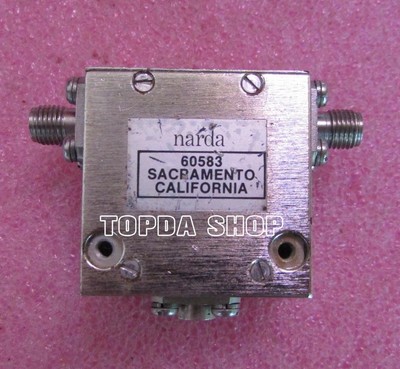 narda
60583
SACRAMENTO
CALIFORNIA
TOPDA SHOP